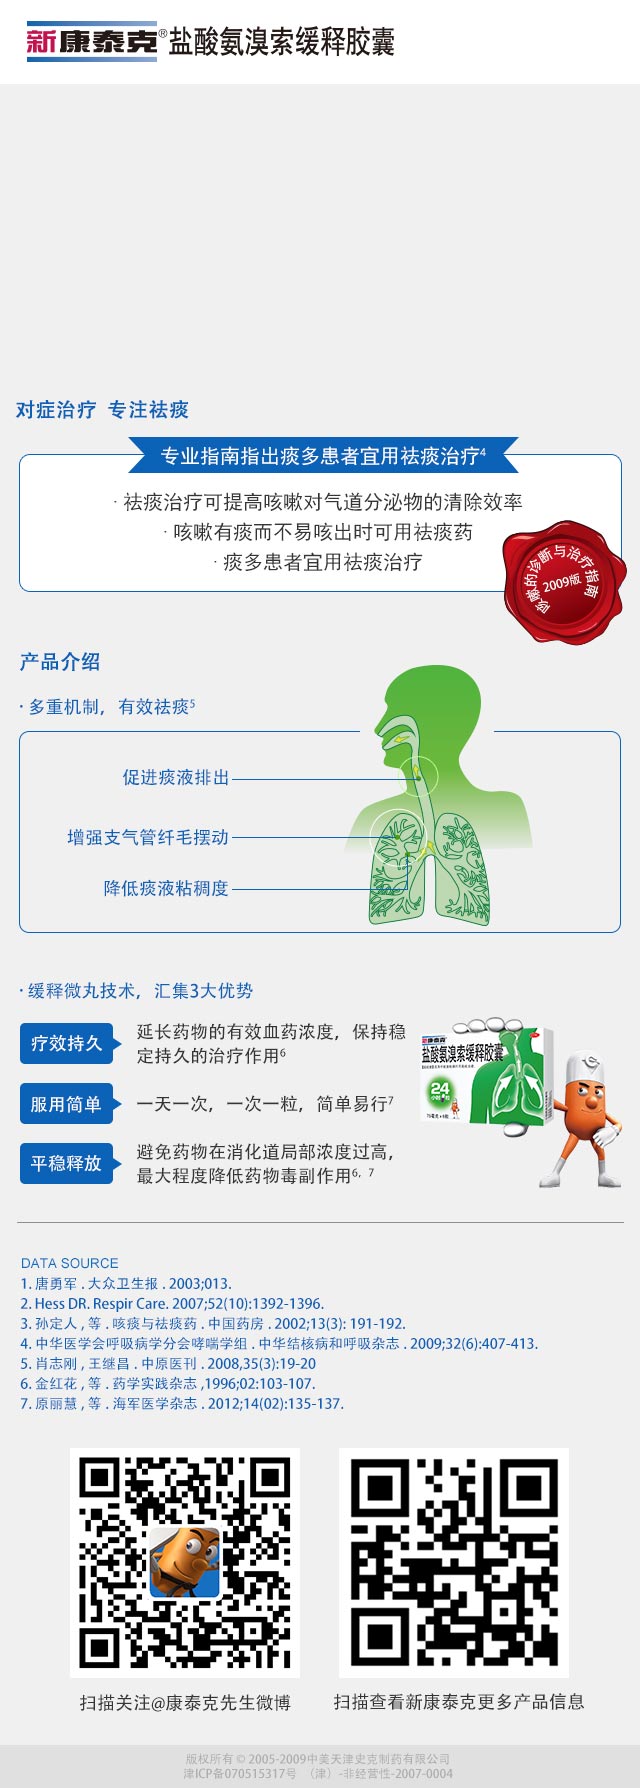 新康泰克®盐酸氨溴索缓释胶囊
对症治疗 专注祛痰
专业指南指出痰多患者宜用祛痰治疗4
· 祛痰治疗可提高咳嗽对气道分泌物的清除效率
· 咳嗽有痰而不易咳出时可用祛痰药
· 痰多患者宜用祛痰治疗
咳嗽的诊断与治疗指南
2009版
产品介绍
· 多重机制，有效祛痰5
促进痰液排出
增强支气管纤毛摆动
降低痰液粘稠度
· 缓释微丸技术，汇集3大优势
疗效持久
延长药物的有效血药浓度，保持稳
定持久的治疗作用6
服用简单
一天一次，一次一粒，简单易行7
平稳释放
避免药物在消化道局部浓度过高，
最大程度降低药物毒副作用6，7
新康泰克
盐酸氨溴索缓释胶囊
24
DATA SOURCE
1. 唐勇军 . 大众卫生报 . 2003;013.
2. Hess DR. Respir Care. 2007;52(10):1392-1396.
3. 孙定人 , 等 . 咳痰与祛痰药 . 中国药房 . 2002;13(3): 191-192.
4. 中华医学会呼吸病学分会哮喘学组 . 中华结核病和呼吸杂志 . 2009;32(6):407-413.
5. 肖志刚 , 王继昌 . 中原医刊 . 2008,35(3):19-20
6. 金红花 , 等 . 药学实践杂志 ,1996;02:103-107.
7. 原丽慧 , 等 . 海军医学杂志 . 2012;14(02):135-137.
扫描关注@康泰克先生微博
扫描查看新康泰克更多产品信息
版权所有 © 2005-2009中美天津史克制药有限公司
津ICP备070515317号 （津）-非经营性-2007-0004